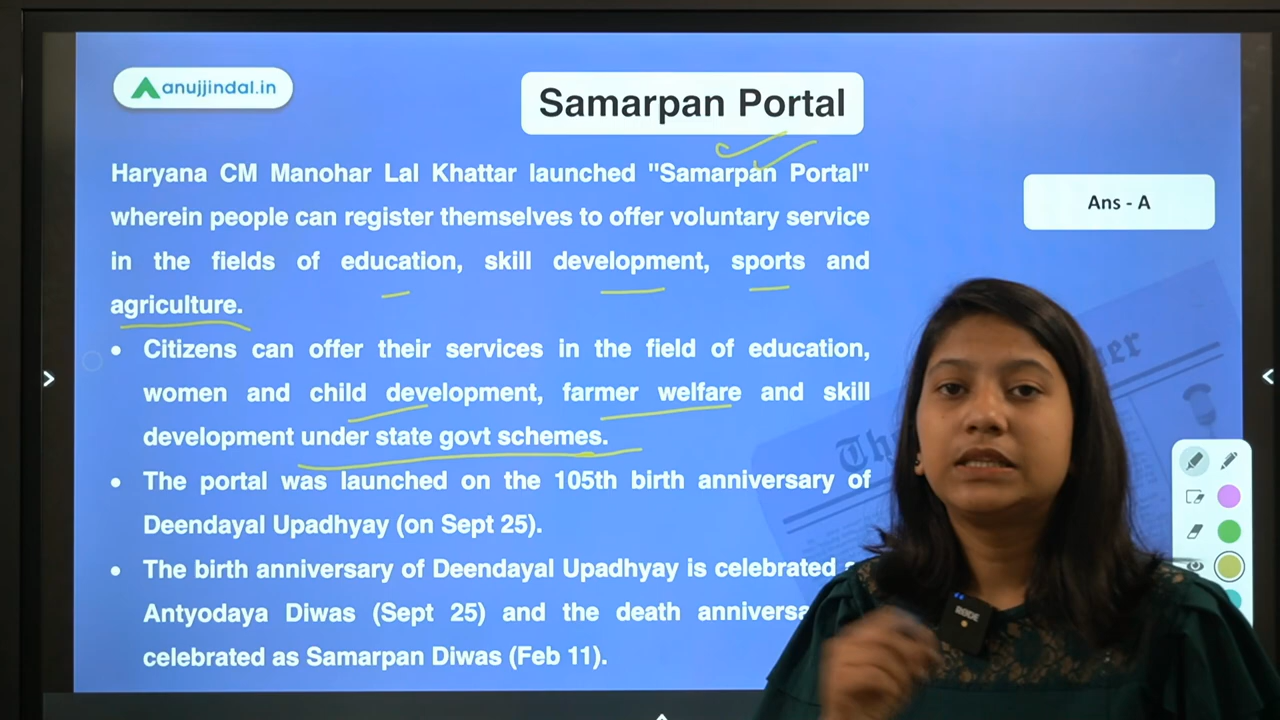 anujjindal.in
Samarpan Portal
Haryana CM Manohar Lal Khattar launched "Samarpan Portal"
wherein people can register themselves to offer voluntary service
in the fields of education, skill development, sports and
agriculture.
Ans - A
• Citizens can offer their services in the field of education,
women and child development, farmer welfare and skill
development under state govt schemes.
• The portal was launched on the 105th birth anniversary of
Deendayal Upadhyay (on Sept 25).
• The birth anniversary of Deendayal Upadhyay is celebrated
Antyodaya Diwas (Sept 25) and the death
celebrated as Samarpan Diwas (Feb 11).